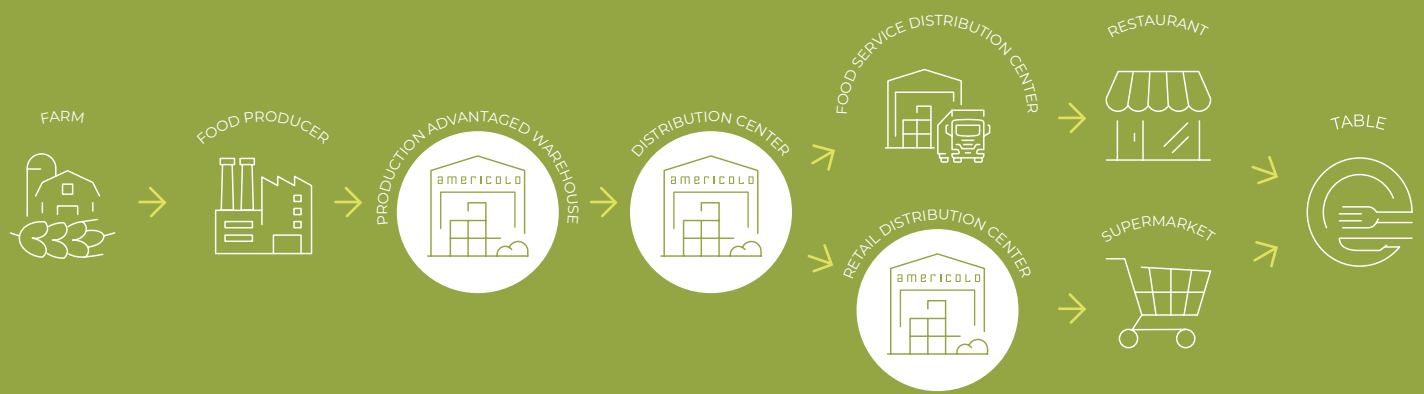 FARM
FOOD PRODUCER
PRODUCTION ADVANTAGED WAREHOUSE
americold
DISTRIBUTION CENTER
americold
FOOD SERVICE DISTRIBUTION CENTER
RESTAURANT
RETAIL DISTRIBUTION CENTER
americold
SUPERMARKET
TABLE